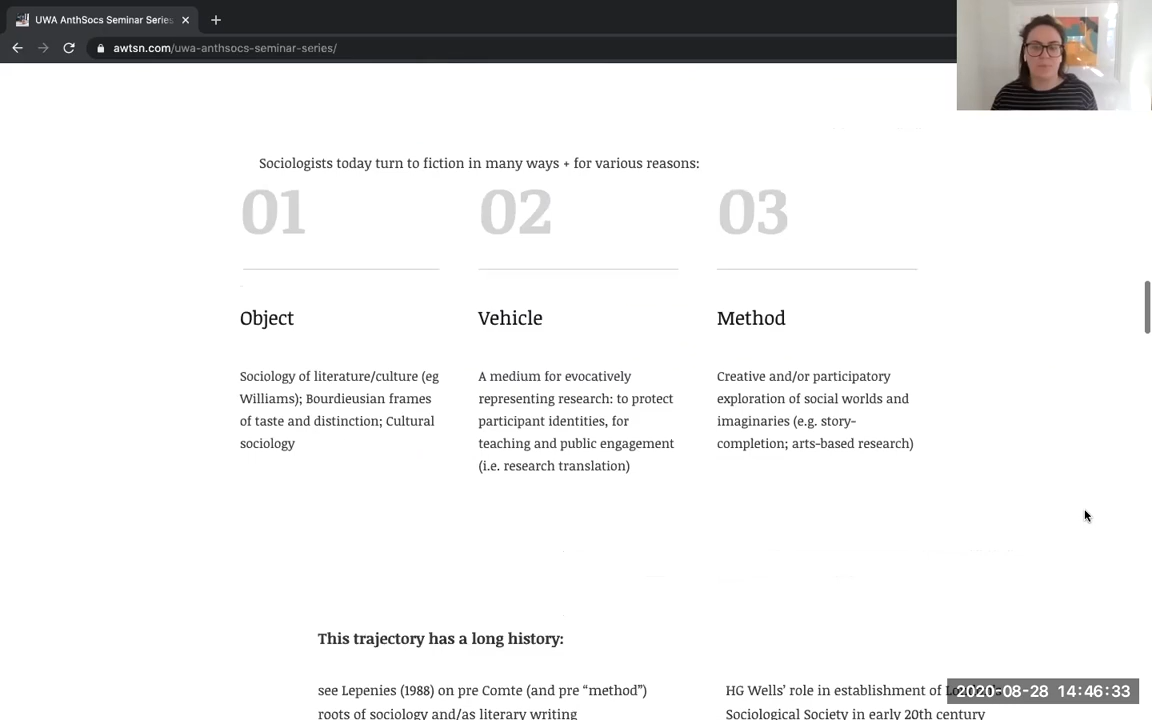 UWA AnthSocs Seminar Series
awtsn.com/uwa-anthsocs-seminar-series/
Sociologists today turn to fiction in many ways + for various reasons:
01
Object
Sociology of literature/culture (eg
Williams); Bourdieusian frames
of taste and distinction; Cultural
sociology
02
Vehicle
A medium for evocatively
representing research: to protect
participant identities, for
teaching and public engagement
(i.e. research translation)
03
Method
Creative and/or participatory
exploration of social worlds and
imaginaries (e.g. story-
completion; arts-based research)
This trajectory has a long history:
see Lepenies (1988) on pre Comte (and pre “method”)
roots of sociology and/as literary writing
HG Wells’ role in establishment of
Sociological Society in early 20th century
2020-08-28 14:46:33